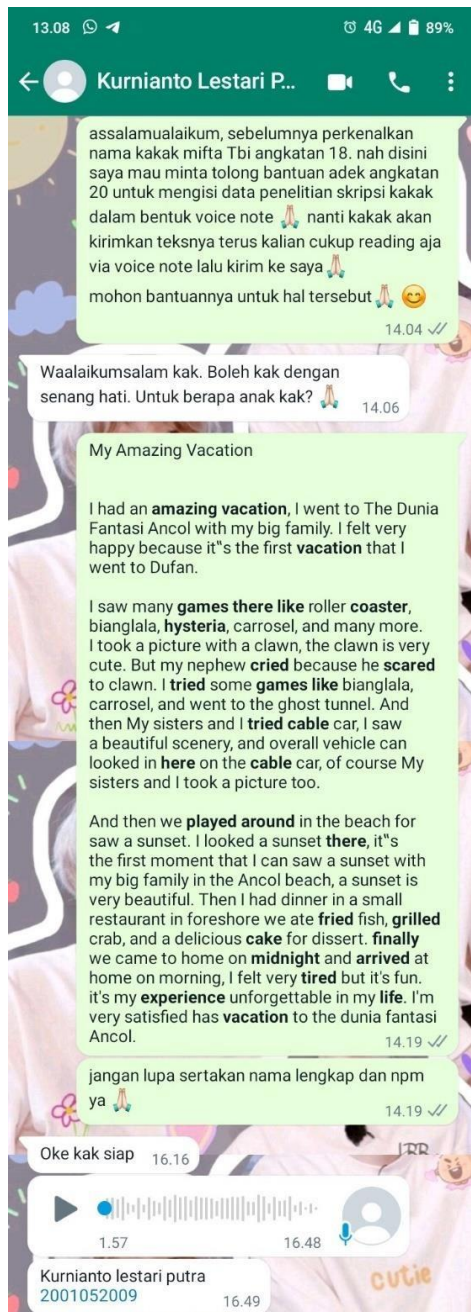 13.08
4G 89%
Kurnianto Lestari P...
assalamualaikum, sebelumnya perkenalkan
nama kakak mifta Tbi angkatan 18. nah disini
saya mau minta tolong bantuan adek angkatan
20 untuk mengisi data penelitian skripsi kakak
dalam bentuk voice note 🙏 nanti kakak akan
kirimkan teksnya terus kalian cukup reading aja
via voice note lalu kirim ke saya 🙏
mohon bantuannya untuk hal tersebut 🙏 😊
14.04
Waalaikumsalam kak. Boleh kak dengan
senang hati. Untuk berapa anak kak? 🙏
14.06
My Amazing Vacation
I had an amazing vacation, I went to The Dunia
Fantasi Ancol with my big family. I felt very
happy because it"s the first vacation that I
went to Dufan.
I saw many games there like roller coaster,
bianglala, hysteria, carrosel, and many more.
I took a picture with a clawn, the clawn is very
cute. But my nephew cried because he scared
to clawn. I tried some games like bianglala,
carrosel, and went to the ghost tunnel. And
then My sisters and I tried cable car, I saw
a beautiful scenery, and overall vehicle can
looked in here on the cable car, of course My
sisters and I took a picture too.
And then we played around in the beach for
saw a sunset. I looked a sunset there, it"s
the first moment that I can saw a sunset with
my big family in the Ancol beach, a sunset is
very beautiful. Then I had dinner in a small
restaurant in foreshore we ate fried fish, grilled
crab, and a delicious cake for dissert. finally
we came to home on midnight and arrived at
home on morning, I felt very tired but it's fun.
it's my experience unforgettable in my life. I'm
very satisfied has vacation to the dunia fantasi
Ancol.
14.19
jangan lupa sertakan nama lengkap dan npm
ya 🙏
14.19
Oke kak siap 16.16
1.57 16.48
Kurnianto lestari putra
2001052009
16.49
CUTie